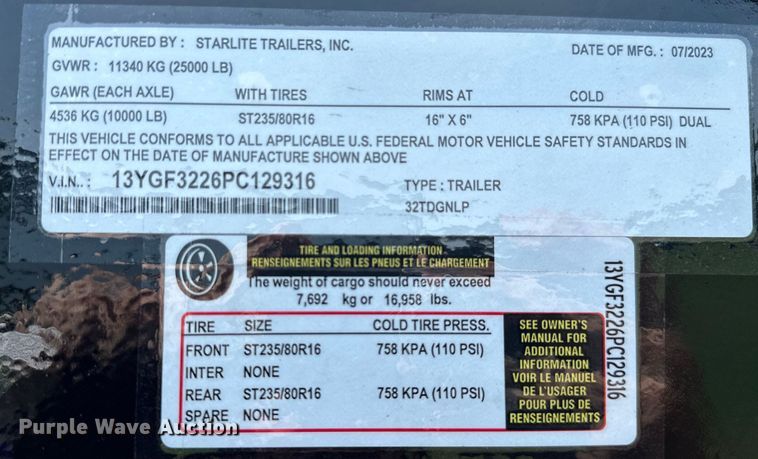 MANUFACTURED BY : STARLITE TRAILERS, INC. DATE OF MFG. : 07/2023
GVWR : 11340 KG (25000 LB)
GAWR (EACH AXLE) WITH TIRES RIMS AT COLD
4536 KG (10000 LB) ST235/80R16 16" X 6" 758 KPA (110 PSI) DUAL
THIS VEHICLE CONFORMS TO ALL APPLICABLE U.S. FEDERAL MOTOR VEHICLE SAFETY STANDARDS IN
EFFECT ON THE DATE OF MANUFACTURE SHOWN ABOVE
V.I.N.. : 13YGF3226PC129316 TYPE : TRAILER
32TDGNLP
TIRE AND LOADING INFORMATION
RENSEIGNEMENTS SUR LES PNEUS ET LE CHARGEMENT
The weight of cargo should never exceed
7,692 kg or 16,958 lbs.
TIRE SIZE COLD TIRE PRESS.
FRONT ST235/80R16 758 KPA (110 PSI)
INTER NONE
REAR ST235/80R16 758 KPA (110 PSI)
SPARE NONE
SEE OWNER'S
MANUAL FOR
ADDITIONAL
INFORMATION
VOIR LE MANUEL
DE L'USAGER
POUR PLUS DE
RENSEIGNEMENTS
13YGF3226PC129316
Purple Wave Auction